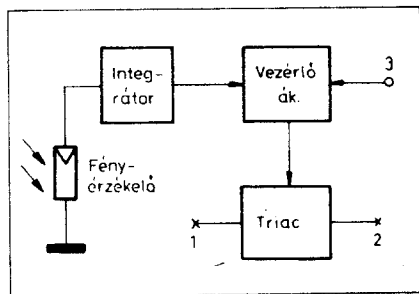 Integ-
rátor
Vezérlő
ák.
3
Fény-
érzékelő
Triac
1
2